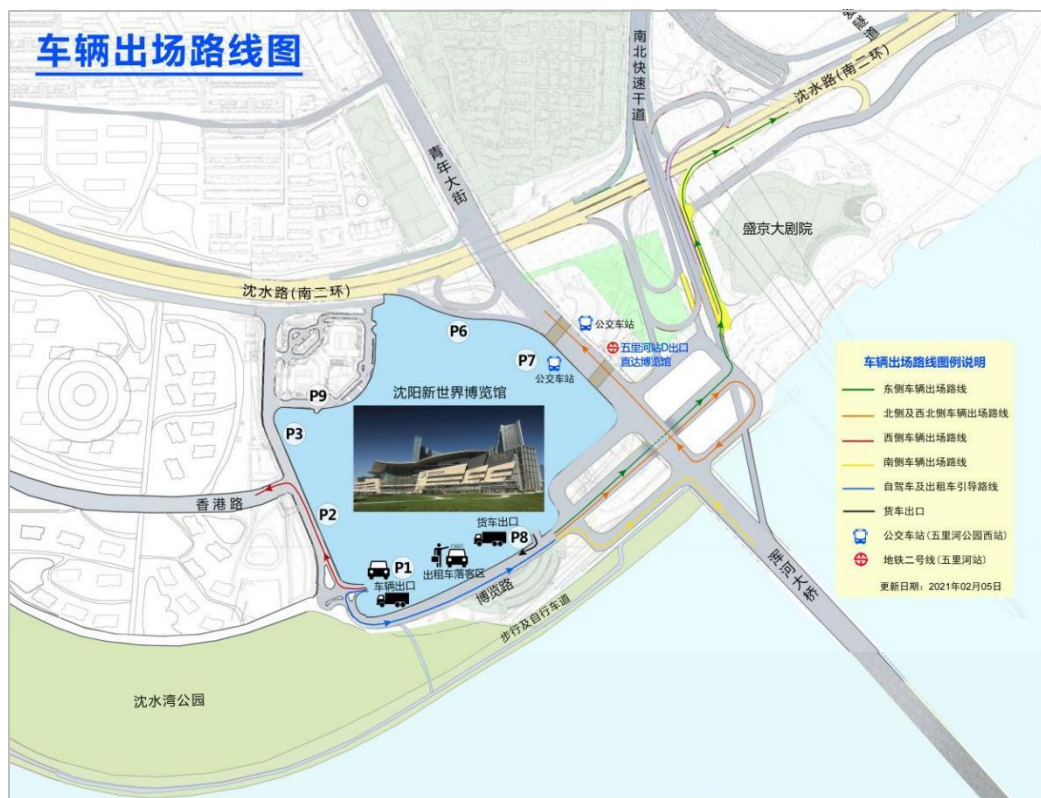 车辆出场路线图
南北快速干道
隧道
沈水路(南二环)
青年大街
盛京大剧院
沈水路(南二环)
P6
公交车站
五里河站D出口
直达博览馆
P7
公交车站
沈阳新世界博览馆
P9
P3
香港路
P2
货车出口
P8
P1
出租车落客区
车辆出口
博览路
步行及自行车道
浑河大桥
沈水湾公园
车辆出场路线图例说明
东侧车辆出场路线
北侧及西北侧车辆出场路线
西侧车辆出场路线
南侧车辆出场路线
自驾车及出租车引导路线
货车出口
公交车站(五里河公园西站)
地铁二号线(五里河站)
更新日期：2021年02月05日